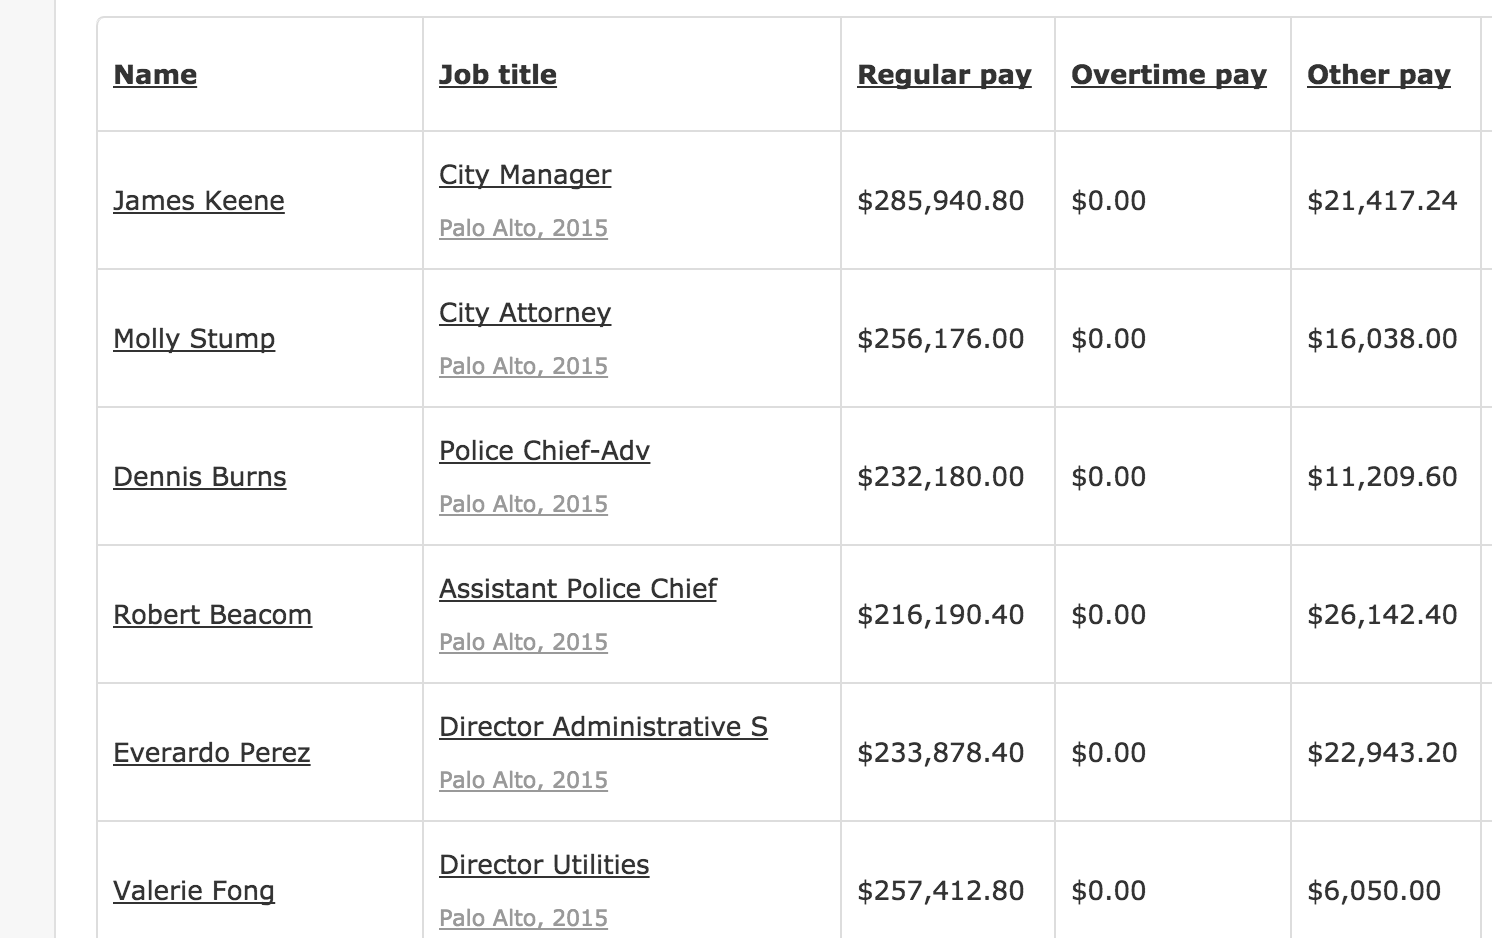 Name Job title Regular pay Overtime pay Other pay
James Keene City Manager $285,940.80 $0.00 $21,417.24
Palo Alto, 2015
Molly Stump City Attorney $256,176.00 $0.00 $16,038.00
Palo Alto, 2015
Dennis Burns Police Chief-Adv $232,180.00 $0.00 $11,209.60
Palo Alto, 2015
Robert Beacom Assistant Police Chief $216,190.40 $0.00 $26,142.40
Palo Alto, 2015
Everardo Perez Director Administrative S $233,878.40 $0.00 $22,943.20
Palo Alto, 2015
Valerie Fong Director Utilities $257,412.80 $0.00 $6,050.00
Palo Alto, 2015